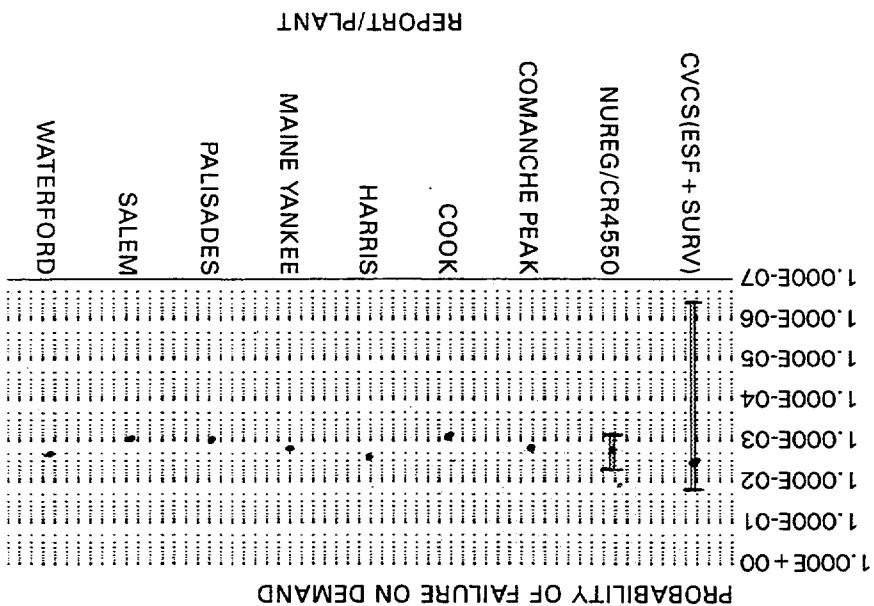 PROBABILITY OF FAILURE ON DEMAND
1.000E+00
1.000E-01
1.000E-02
1.000E-03
1.000E-04
1.000E-05
1.000E-06
1.000E-07
CVCS(ESF + SURV)
NUREG/CR4550
COMANCHE PEAK
COOK
HARRIS
MAINE YANKEE
PALISADES
SALEM
WATERFORD
REPORT/PLANT